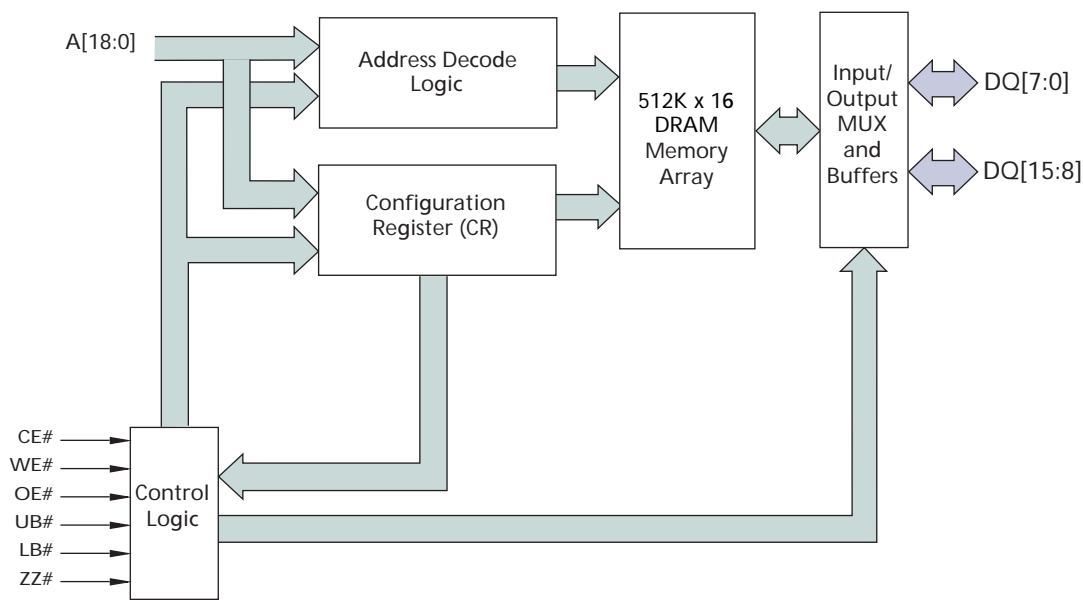 A[18:0]
Address Decode
Logic
512K x 16
DRAM
Memory
Array
Input/
Output
MUX
and
Buffers
DQ[7:0]
DQ[15:8]
Configuration
Register (CR)
CE#
WE#
OE#
UB#
LB#
ZZ#
Control
Logic